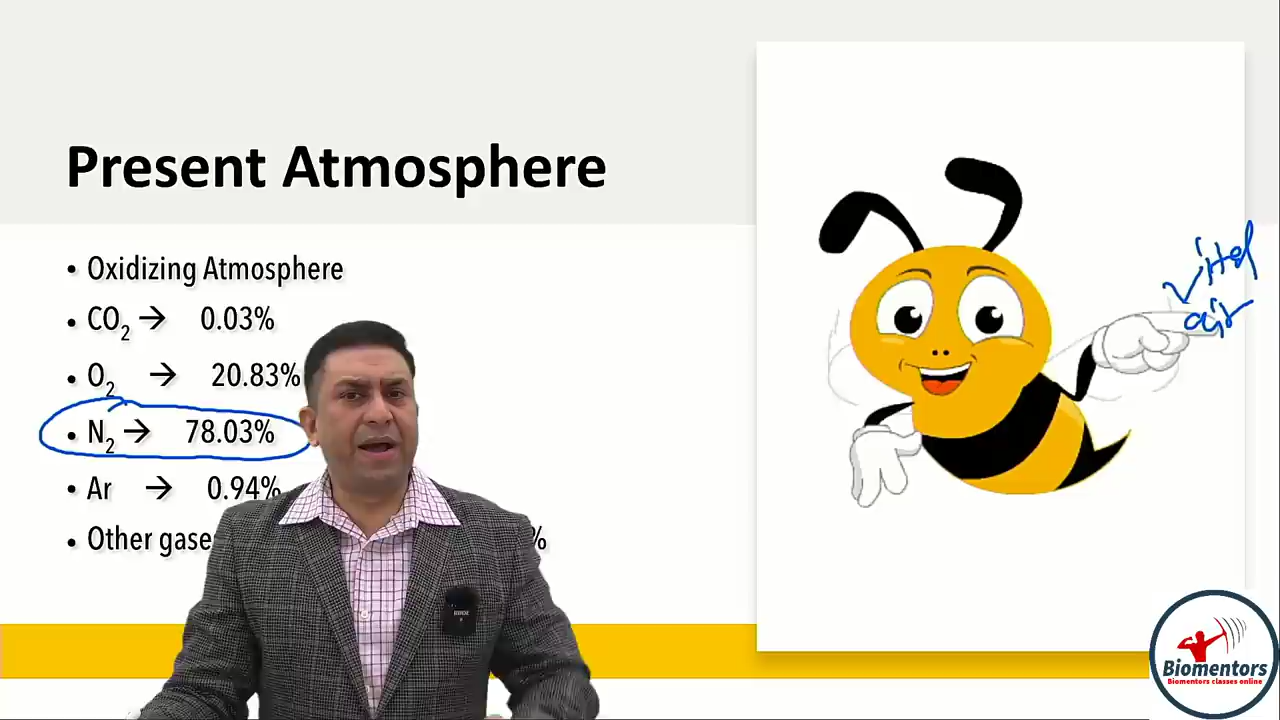 Present Atmosphere
• Oxidizing Atmosphere
• CO₂ → 0.03%
• O₂ → 20.83%
• N₂ → 78.03%
• Ar → 0.94%
• Other %
vital
air
Biomentors
Biomentors classes online